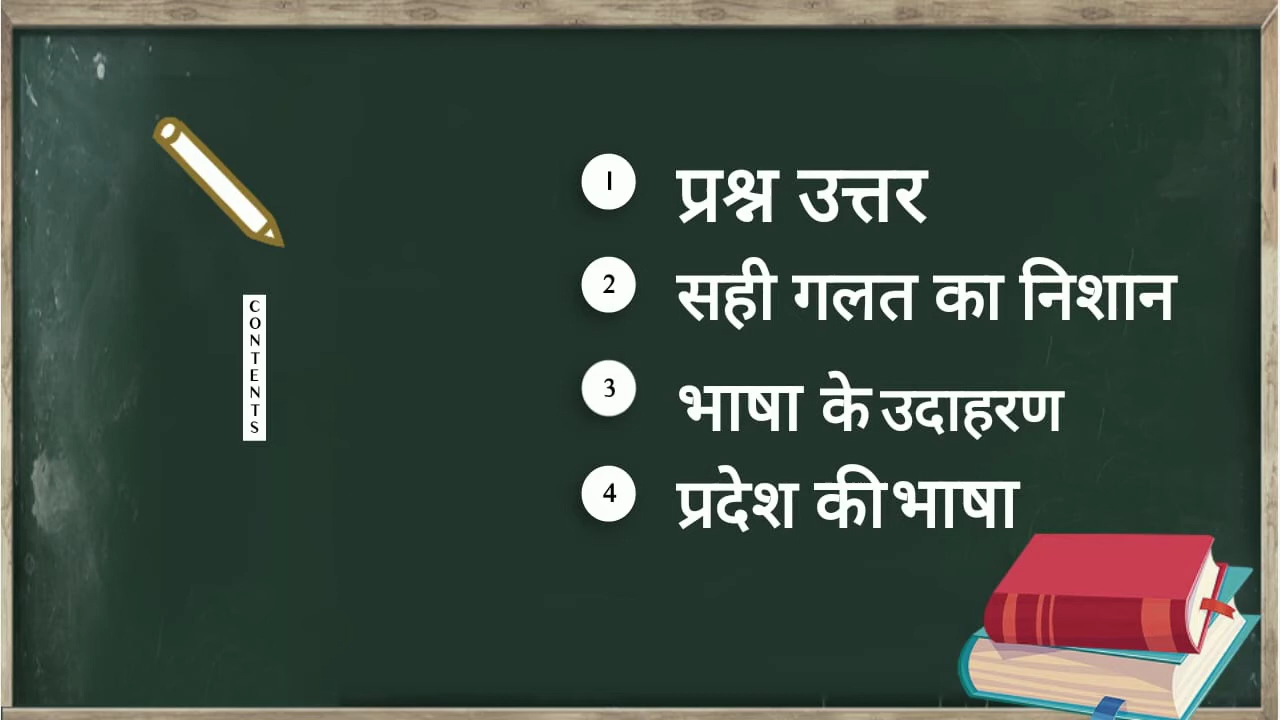 CONTENTS
1 प्रश्न उत्तर
2 सही गलत का निशान
3 भाषा के उदाहरण
4 प्रदेश की भाषा